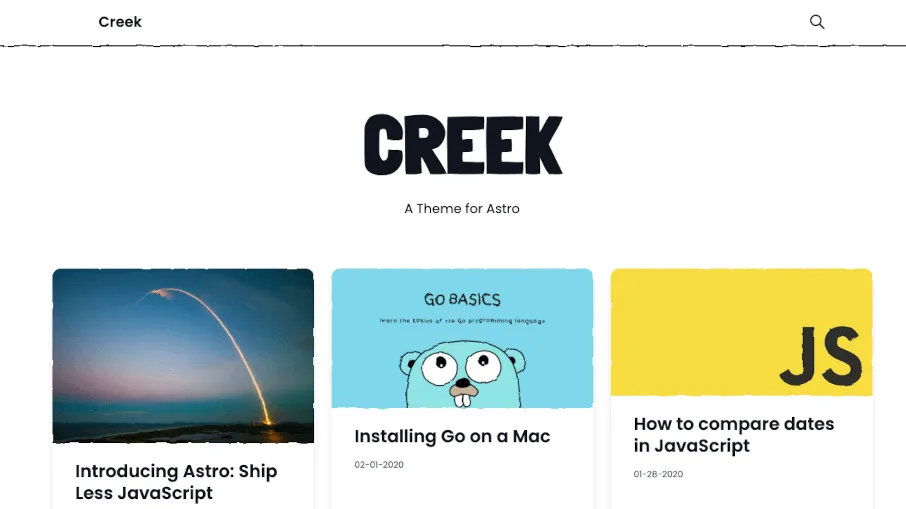 Creek
CREEK
A Theme for Astro
GO BASICS
learn the basics of the Go programming language
JS
Introducing Astro: Ship
Less JavaScript
Installing Go on a Mac
02-01-2020
How to compare dates
in JavaScript
01-28-2020